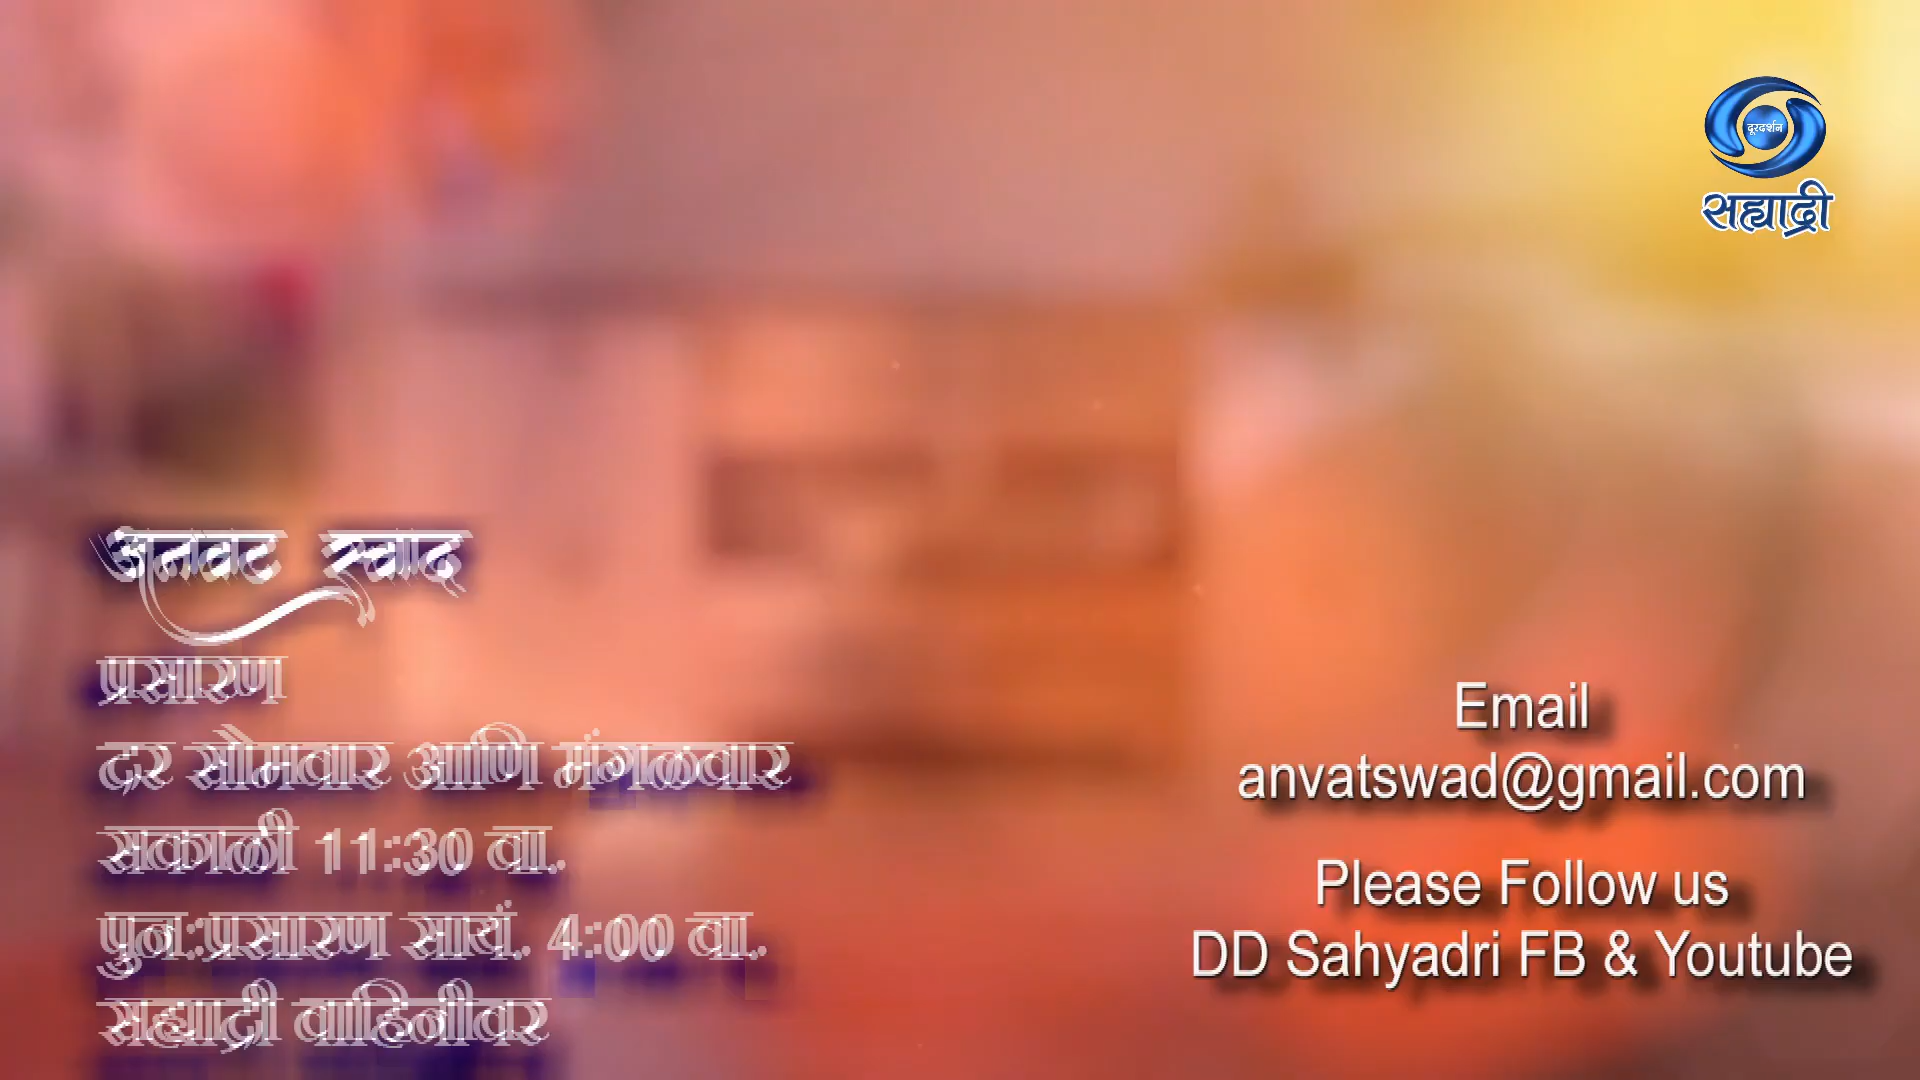 दूरदर्शन
सह्याद्री
अनवट स्वाद
प्रसारण
दर सोमवार आणि मंगळवार
सकाळी 11:30 वा.
पुन:प्रसारण सायं. 4:00 वा.
सह्याद्री वाहिनीवर
Email
anvatswad@gmail.com
Please Follow us
DD Sahyadri FB & Youtube